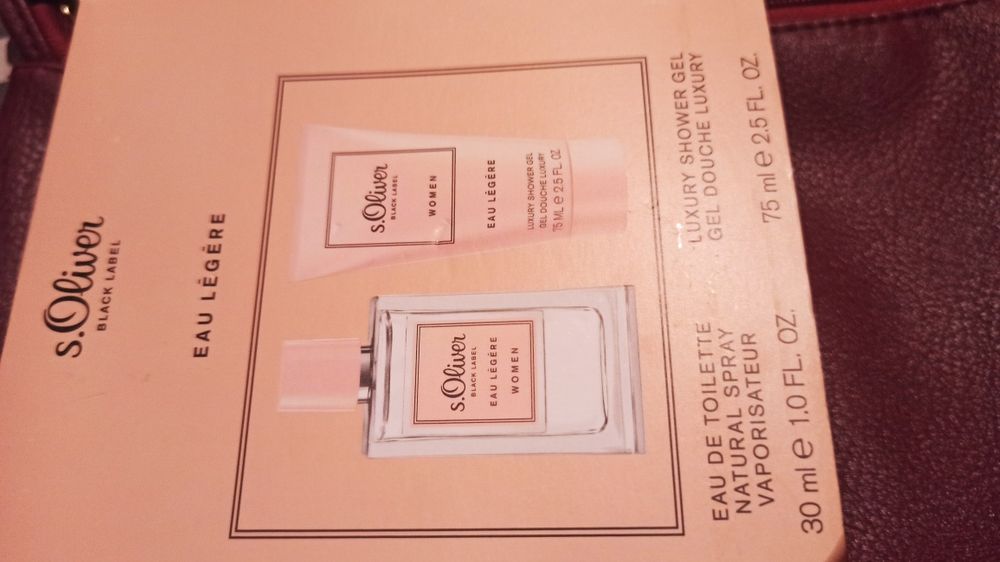 s.Oliver
BLACK LABEL
EAU LÉGÈRE
s.Oliver
BLACK LABEL
EAU LÉGÈRE
WOMEN
s.Oliver
BLACK LABEL
WOMEN
EAU LÉGÈRE
LUXURY SHOWER GEL
GEL DOUCHE LUXURY
75 ML e 2.5 FL. OZ
EAU DE TOILETTE
NATURAL SPRAY
VAPORISATEUR
30 ml e 1.0 FL. OZ.
LUXURY SHOWER GEL
GEL DOUCHE LUXURY
75 ml e 2.5 FL. OZ.